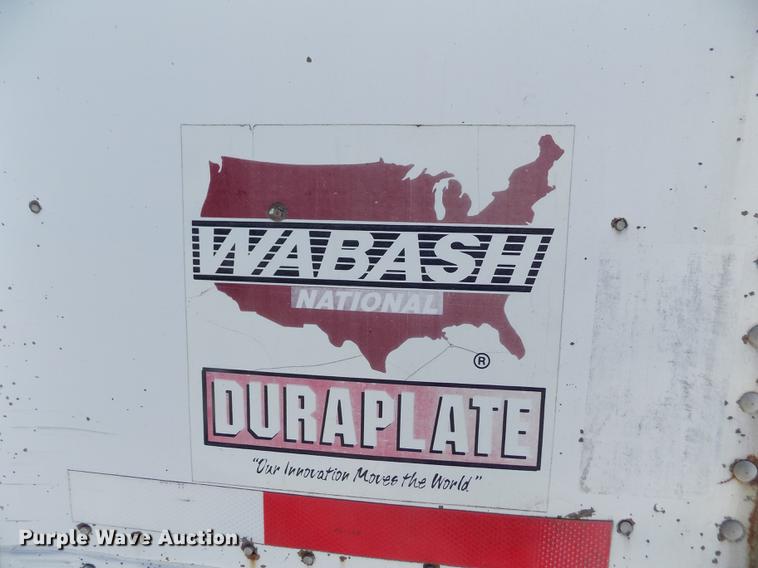 WABASH
NATIONAL
®
DURAPLATE
"Our Innovation Moves the World"
Purple Wave Auction